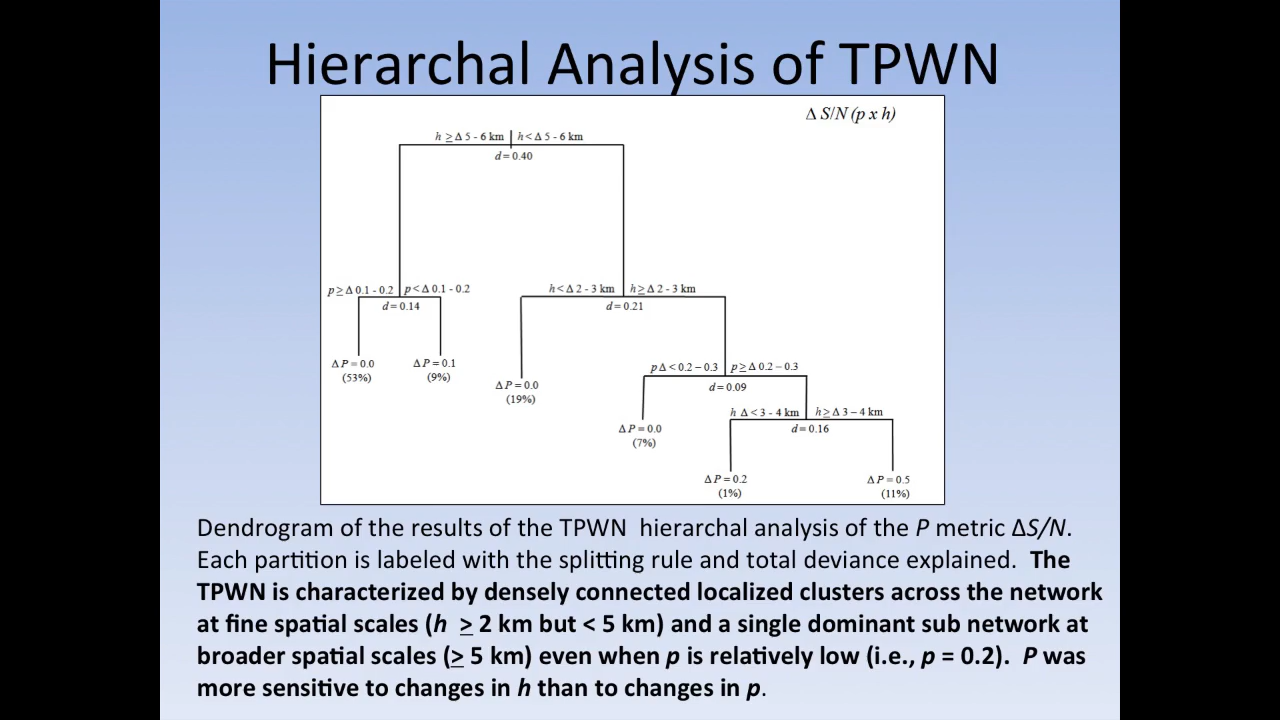 Hierarchal Analysis of TPWN
Δ S/N (p x h)
h ≥ Δ 5 - 6 km | h < Δ 5 - 6 km
d = 0.40
p ≥ Δ 0.1 - 0.2 | p < Δ 0.1 - 0.2
d = 0.14
h < Δ 2 - 3 km | h ≥ Δ 2 - 3 km
d = 0.21
Δ P = 0.0
(53%)
Δ P = 0.1
(9%)
Δ P = 0.0
(19%)
p Δ < 0.2 – 0.3 | p ≥ Δ 0.2 – 0.3
d = 0.09
Δ P = 0.0
(7%)
h Δ < 3 - 4 km | h ≥ Δ 3 – 4 km
d = 0.16
Δ P = 0.2
(1%)
Δ P = 0.5
(11%)
Dendrogram of the results of the TPWN hierarchal analysis of the P metric ΔS/N.
Each partition is labeled with the splitting rule and total deviance explained. The
TPWN is characterized by densely connected localized clusters across the network
at fine spatial scales (h ≥ 2 km but < 5 km) and a single dominant sub network at
broader spatial scales (≥ 5 km) even when p is relatively low (i.e., p = 0.2). P was
more sensitive to changes in h than to changes in p.